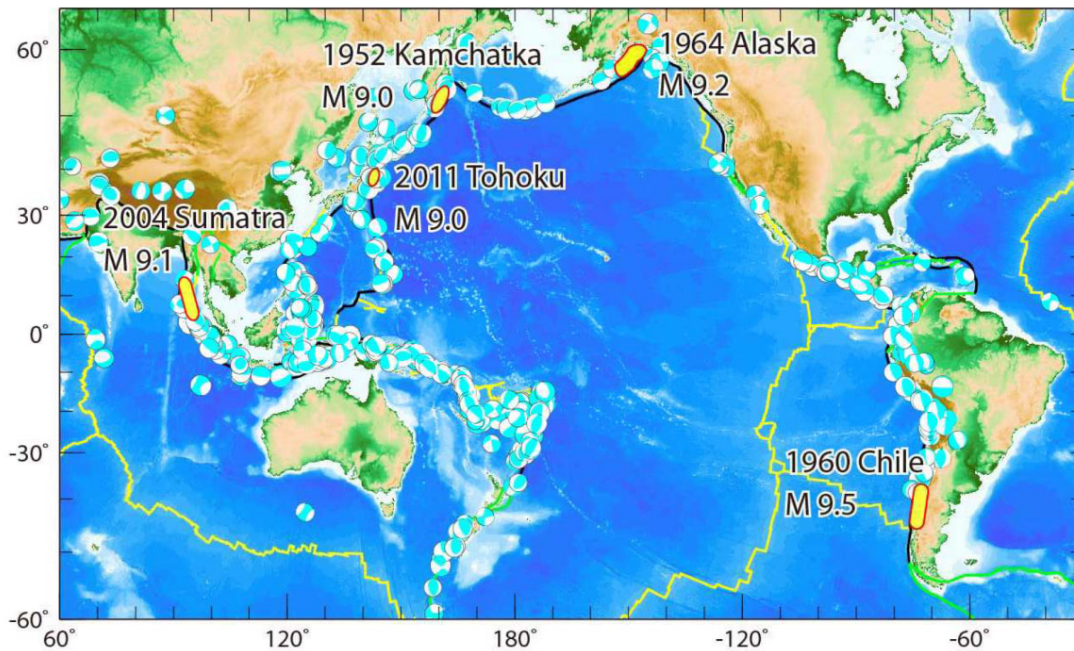 60°
1952 Kamchatka
M 9.0
1964 Alaska
M 9.2
30°
2011 Tohoku
M 9.0
2004 Sumatra
M 9.1
0°
-30°
1960 Chile
M 9.5
-60°
60° 120° 180° -120° -60°